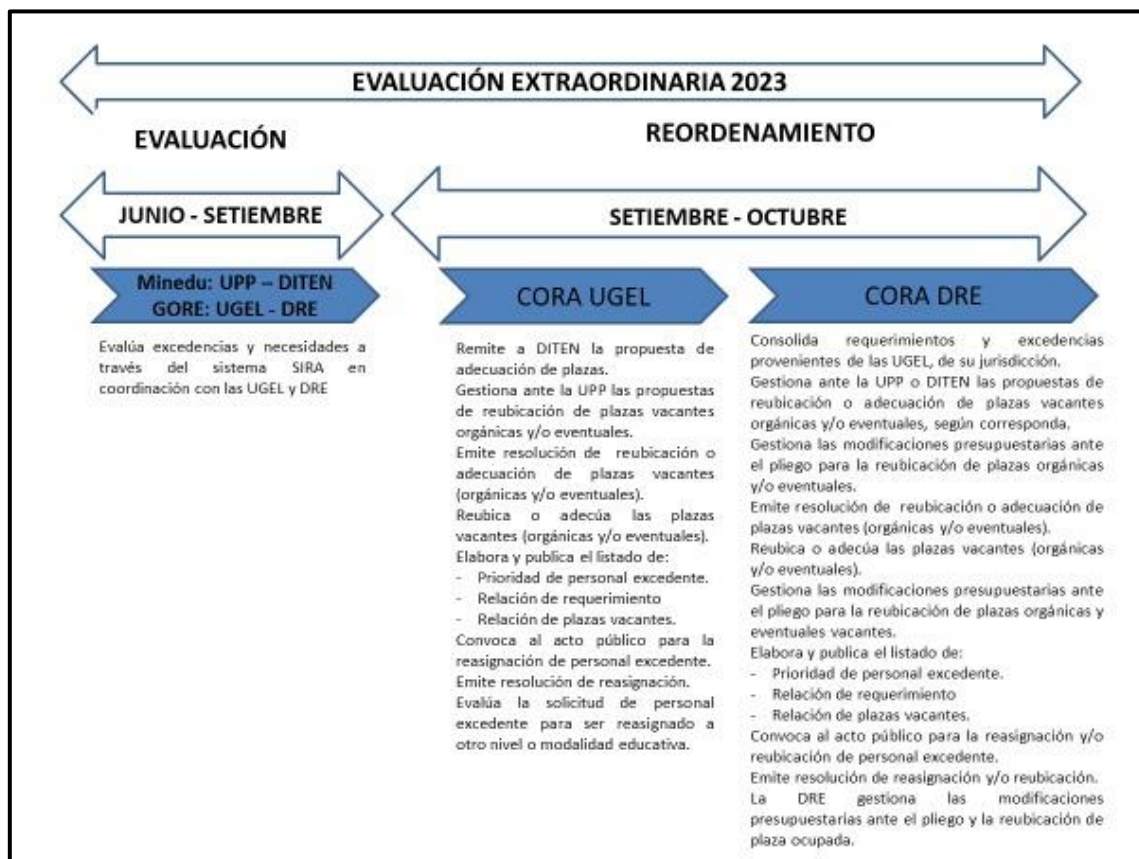 EVALUACIÓN EXTRAORDINARIA 2023
EVALUACIÓN
REORDENAMIENTO
JUNIO - SETIEMBRE
SETIEMBRE - OCTUBRE
Minedu: UPP – DITEN
GORE: UGEL - DRE
Evalúa excedencias y necesidades a
través del sistema SIRA en
coordinación con las UGEL y DRE
CORA UGEL
Remite a DITEN la propuesta de
adecuación de plazas.
Gestiona ante la UPP las propuestas
de reubicación de plazas vacantes
orgánicas y/o eventuales.
Emite resolución de reubicación o
adecuación de plazas vacantes
(orgánicas y/o eventuales).
Reubica o adecúa las plazas
vacantes (orgánicas y/o eventuales).
Elabora y publica el listado de:
- Prioridad de personal excedente.
- Relación de requerimiento
- Relación de plazas vacantes.
Convoca al acto público para la
reasignación de personal excedente.
Emite resolución de reasignación.
Evalúa la solicitud de personal
excedente para ser reasignado a
otro nivel o modalidad educativa.
CORA DRE
Consolida requerimientos y excedencias
provenientes de las UGEL, de su jurisdicción.
Gestiona ante la UPP o DITEN las propuestas de
reubicación o adecuación de plazas vacantes
orgánicas y/o eventuales, según corresponda.
Gestiona las modificaciones presupuestarias ante
el pliego para la reubicación de plazas orgánicas
y/o eventuales.
Emite resolución de reubicación o adecuación de
plazas vacantes (orgánicas y/o eventuales).
Reubica o adecúa las plazas vacantes (orgánicas
y/o eventuales).
Gestiona las modificaciones presupuestarias ante
el pliego para la reubicación de plazas orgánicas y
eventuales vacantes.
Elabora y publica el listado de:
- Prioridad de personal excedente.
- Relación de requerimiento
- Relación de plazas vacantes.
Convoca al acto público para la reasignación y/o
reubicación de personal excedente.
Emite resolución de reasignación y/o reubicación.
La DRE gestiona las modificaciones
presupuestarias ante el pliego y la reubicación de
plaza ocupada.